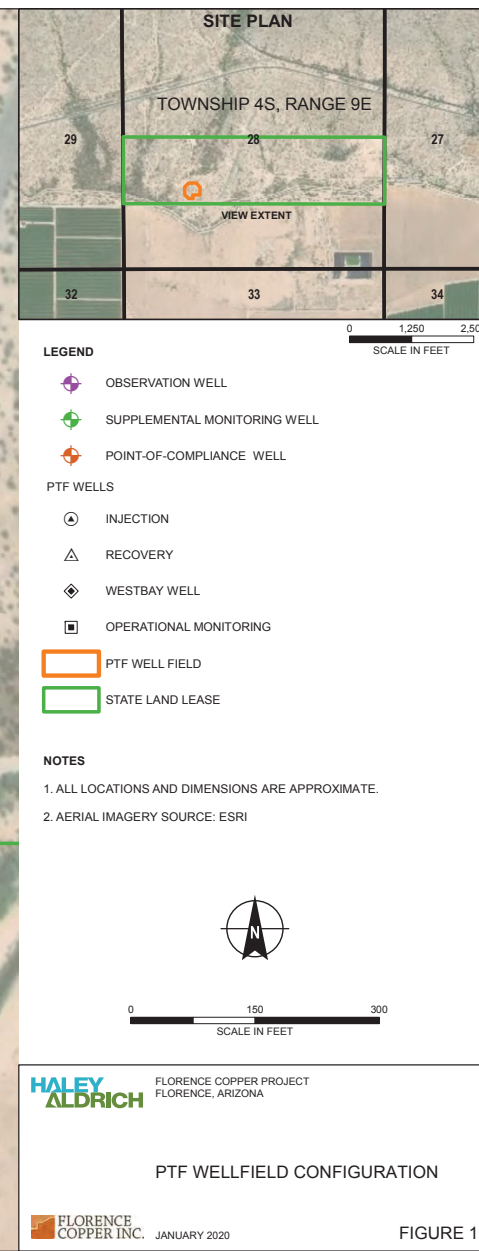 SITE PLAN
TOWNSHIP 4S, RANGE 9E
29
28
27
VIEW EXTENT
32
33
34
0 1,250 2,50
SCALE IN FEET
LEGEND
OBSERVATION WELL
SUPPLEMENTAL MONITORING WELL
POINT-OF-COMPLIANCE WELL
PTF WELLS
INJECTION
RECOVERY
WESTBAY WELL
OPERATIONAL MONITORING
PTF WELL FIELD
STATE LAND LEASE
NOTES
1. ALL LOCATIONS AND DIMENSIONS ARE APPROXIMATE.
2. AERIAL IMAGERY SOURCE: ESRI
N
0 150 300
SCALE IN FEET
HALEY
ALDRICH
FLORENCE COPPER PROJECT
FLORENCE, ARIZONA
PTF WELLFIELD CONFIGURATION
FLORENCE
COPPER INC.
JANUARY 2020
FIGURE 1